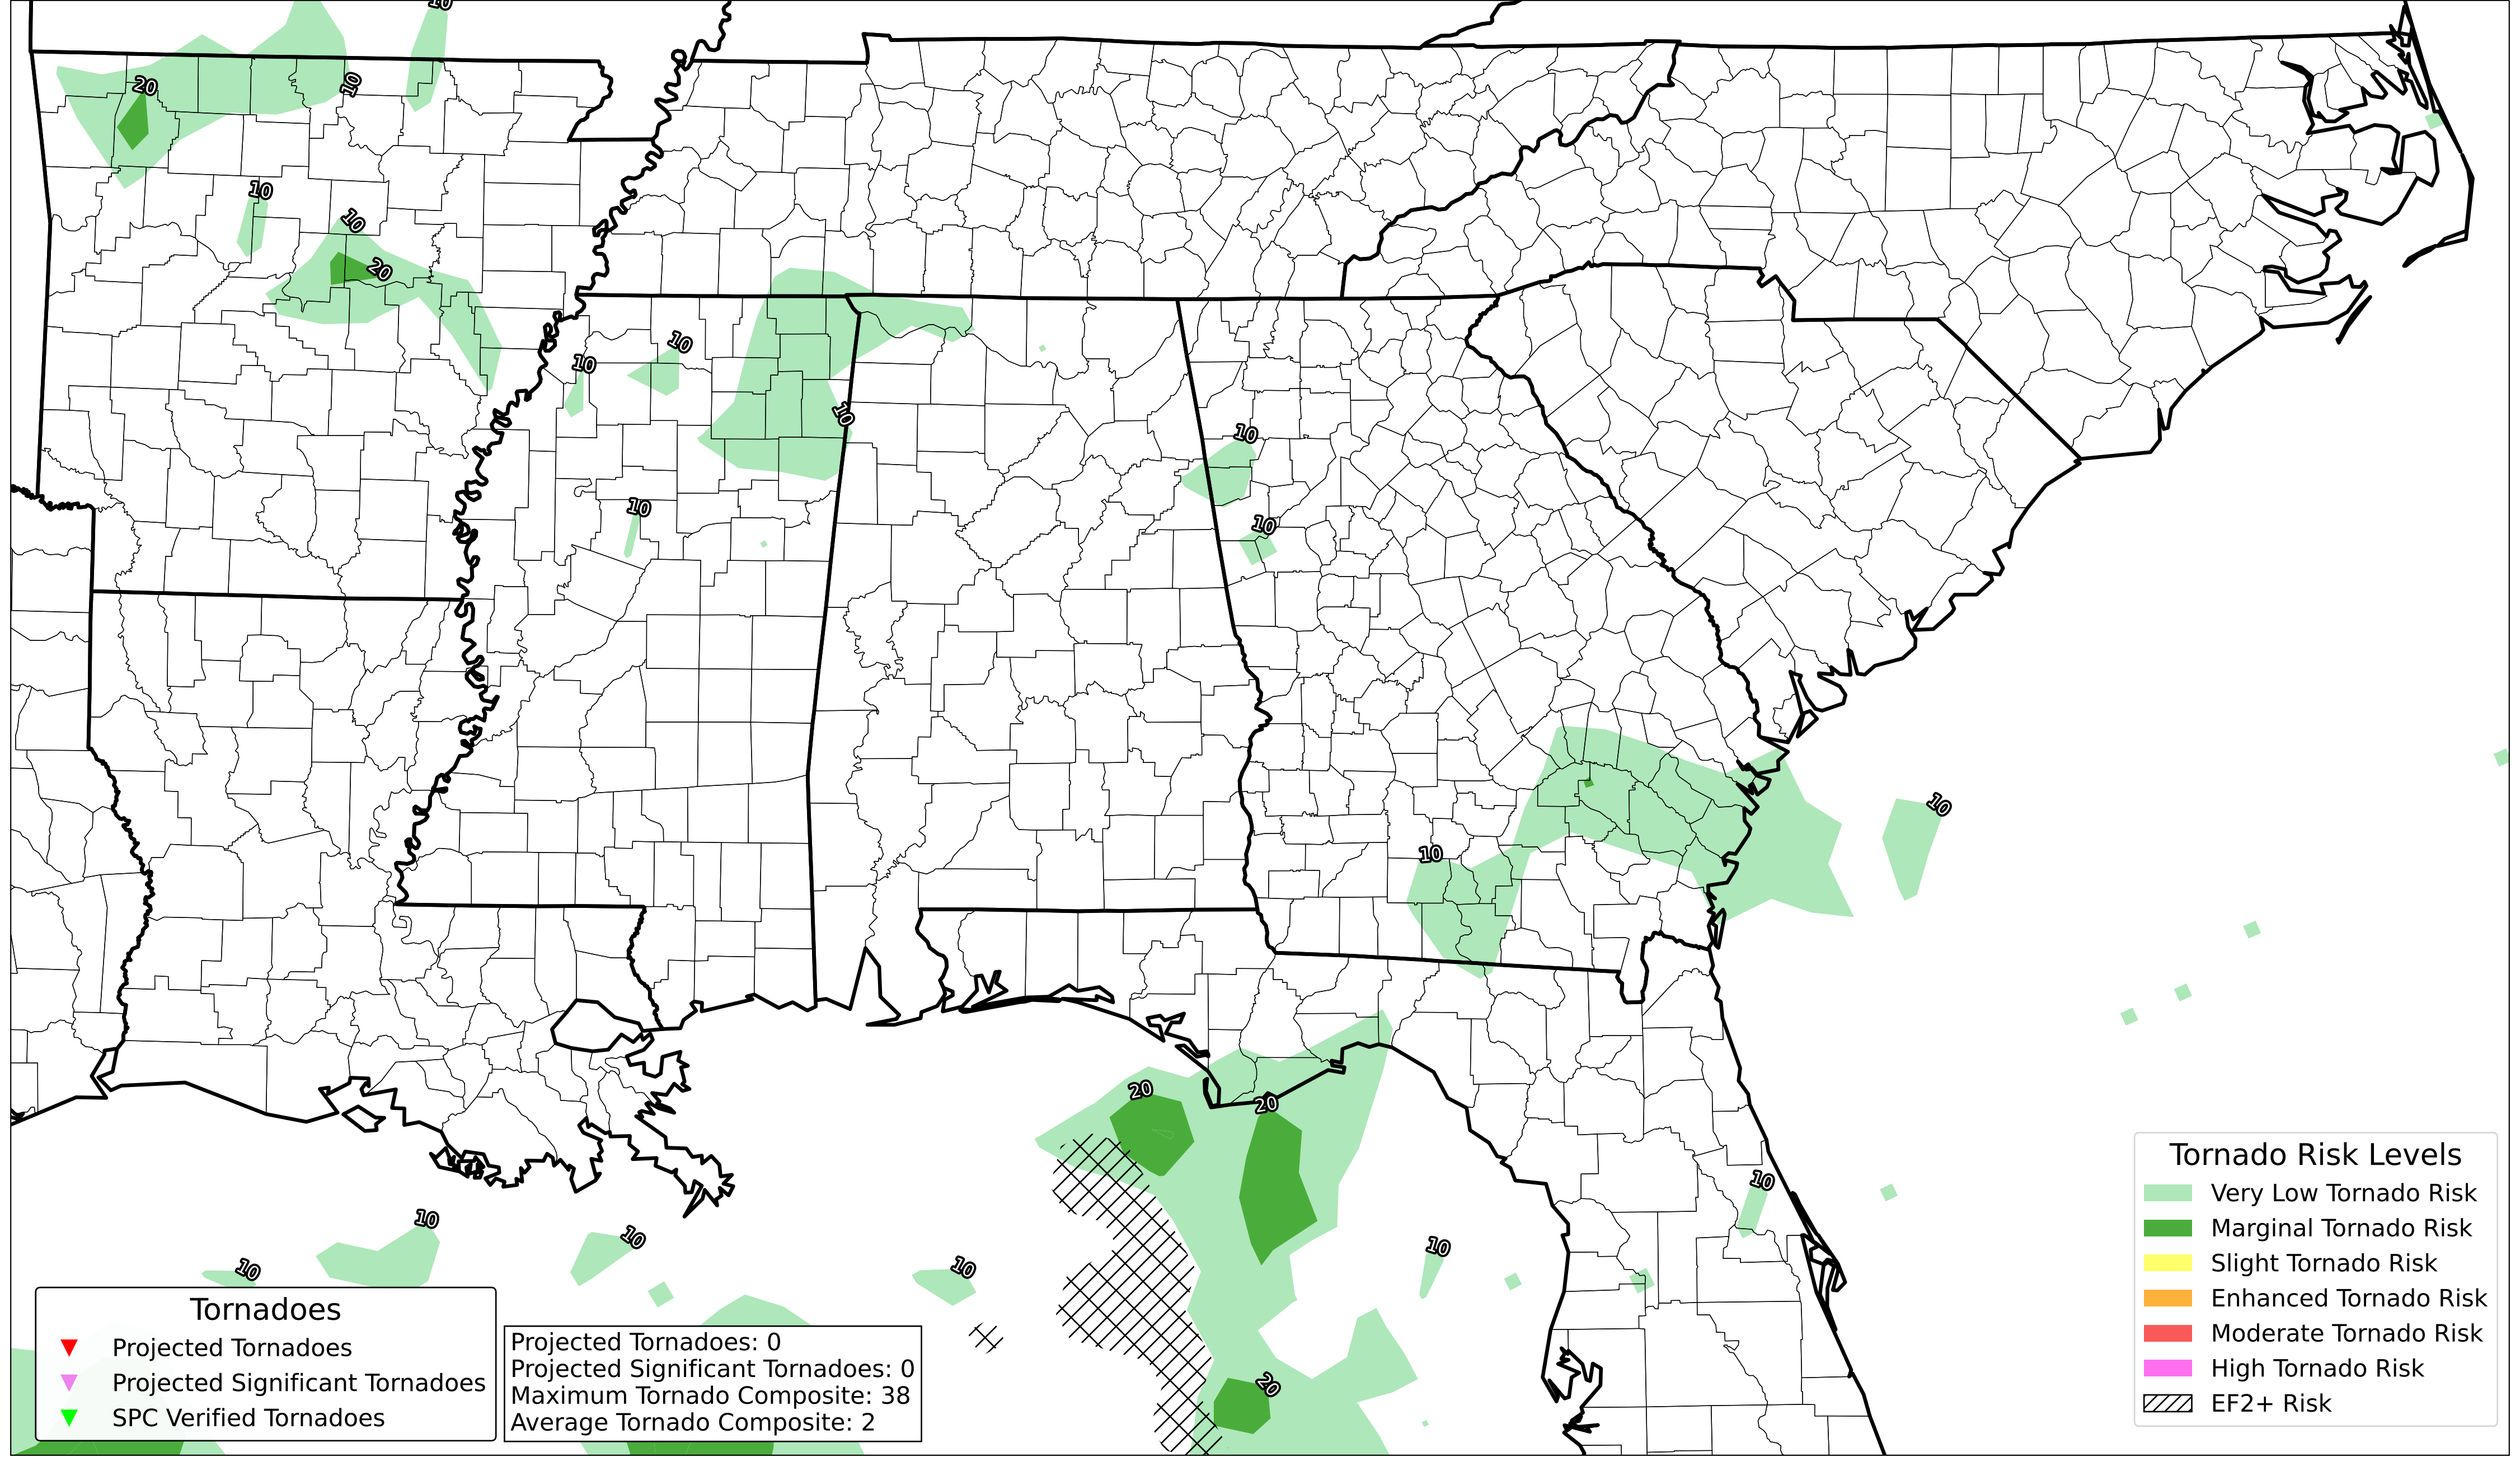 10
20
10
10
10
20
10
10
10
10
10
10
10
10
20
20
10
10
10
10
10
10
20
Tornadoes
Projected Tornadoes
Projected Significant Tornadoes
SPC Verified Tornadoes
Projected Tornadoes: 0
Projected Significant Tornadoes: 0
Maximum Tornado Composite: 38
Average Tornado Composite: 2
Tornado Risk Levels
Very Low Tornado Risk
Marginal Tornado Risk
Slight Tornado Risk
Enhanced Tornado Risk
Moderate Tornado Risk
High Tornado Risk
EF2+ Risk